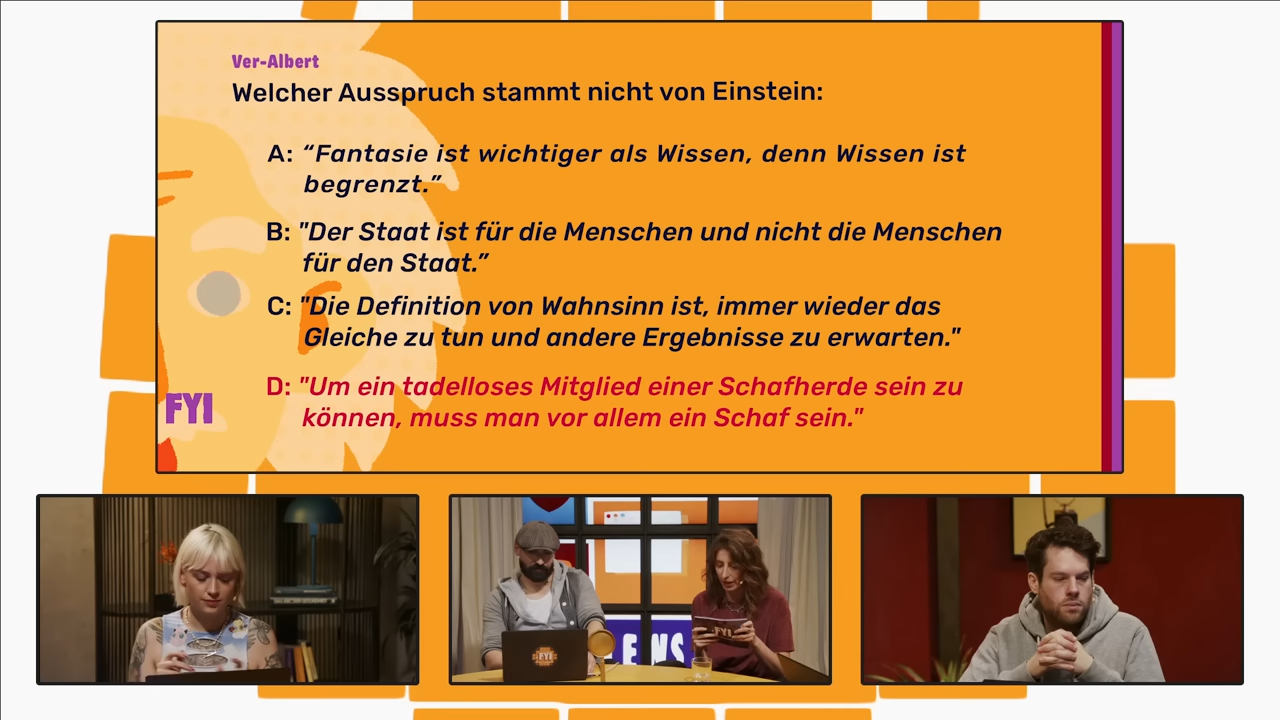 Ver-Albert
Welcher Ausspruch stammt nicht von Einstein:
A: “Fantasie ist wichtiger als Wissen, denn Wissen ist
begrenzt.”
B: "Der Staat ist für die Menschen und nicht die Menschen
für den Staat.”
C: "Die Definition von Wahnsinn ist, immer wieder das
Gleiche zu tun und andere Ergebnisse zu erwarten."
D: "Um ein tadelloses Mitglied einer Schafherde sein zu
können, muss man vor allem ein Schaf sein."
FYI
FYI
FYI